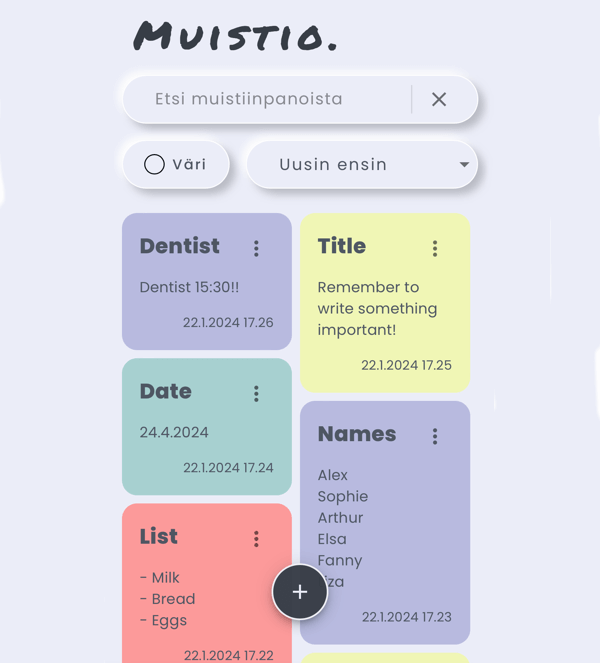 Muistio.
Etsi muistiinpanoista
Väri
Uusin ensin
Dentist
Dentist 15:30!!
22.1.2024 17.26
Title
Remember to
write something
important!
22.1.2024 17.25
Date
24.4.2024
22.1.2024 17.24
Names
Alex
Sophie
Arthur
Elsa
Fanny
22.1.2024 17.23
List
- Milk
- Bread
- Eggs
22.1.2024 17.22